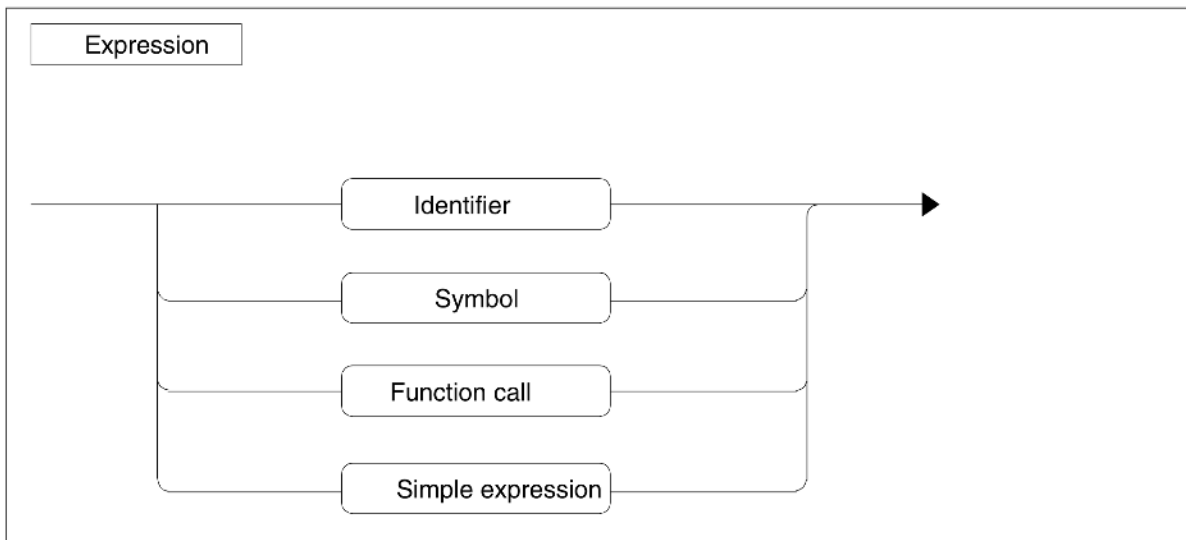 Expression
Identifier
Symbol
Function call
Simple expression